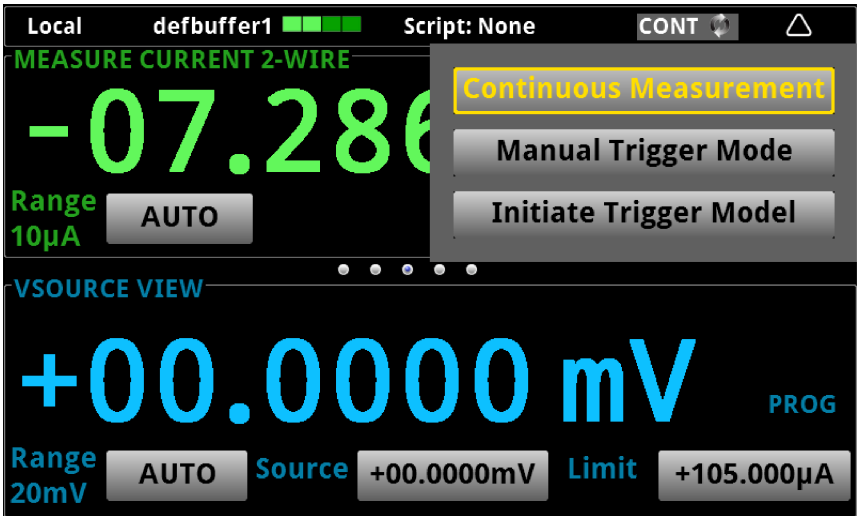 Local defbuffer1 Script: None CONT
MEASURE CURRENT 2-WIRE
Continuous Measurement
-07.286
Manual Trigger Mode
Range
10µA
AUTO
Initiate Trigger Model
VSOURCE VIEW
+00.0000 mV
PROG
Range
20mV
AUTO
Source
+00.0000mV
Limit
+105.000µA